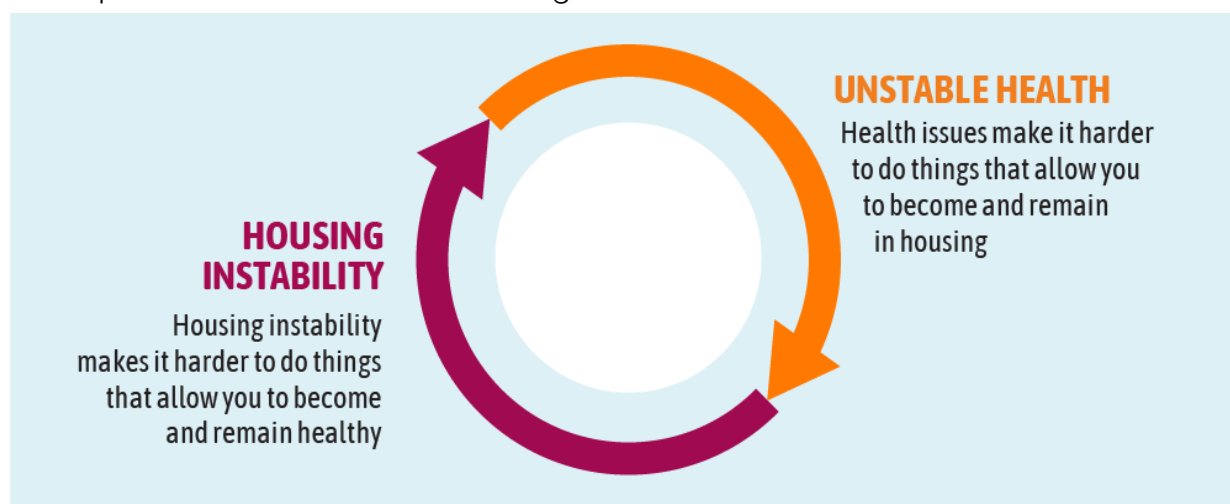 HOUSING
INSTABILITY
Housing instability
makes it harder to do things
that allow you to become
and remain healthy
UNSTABLE HEALTH
Health issues make it harder
to do things that allow you
to become and remain
in housing